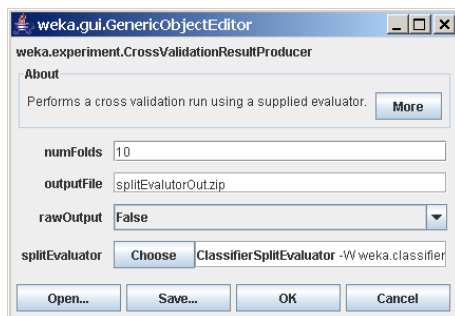 weka.gui.GenericObjectEditor
weka.experiment.CrossValidationResultProducer
About
Performs a cross validation run using a supplied evaluator.
More
numFolds 10
outputFile splitEvalutorOut.zip
rawOutput False
splitEvaluator Choose ClassifierSplitEvaluator -W weka.classifier
Open... Save... OK Cancel